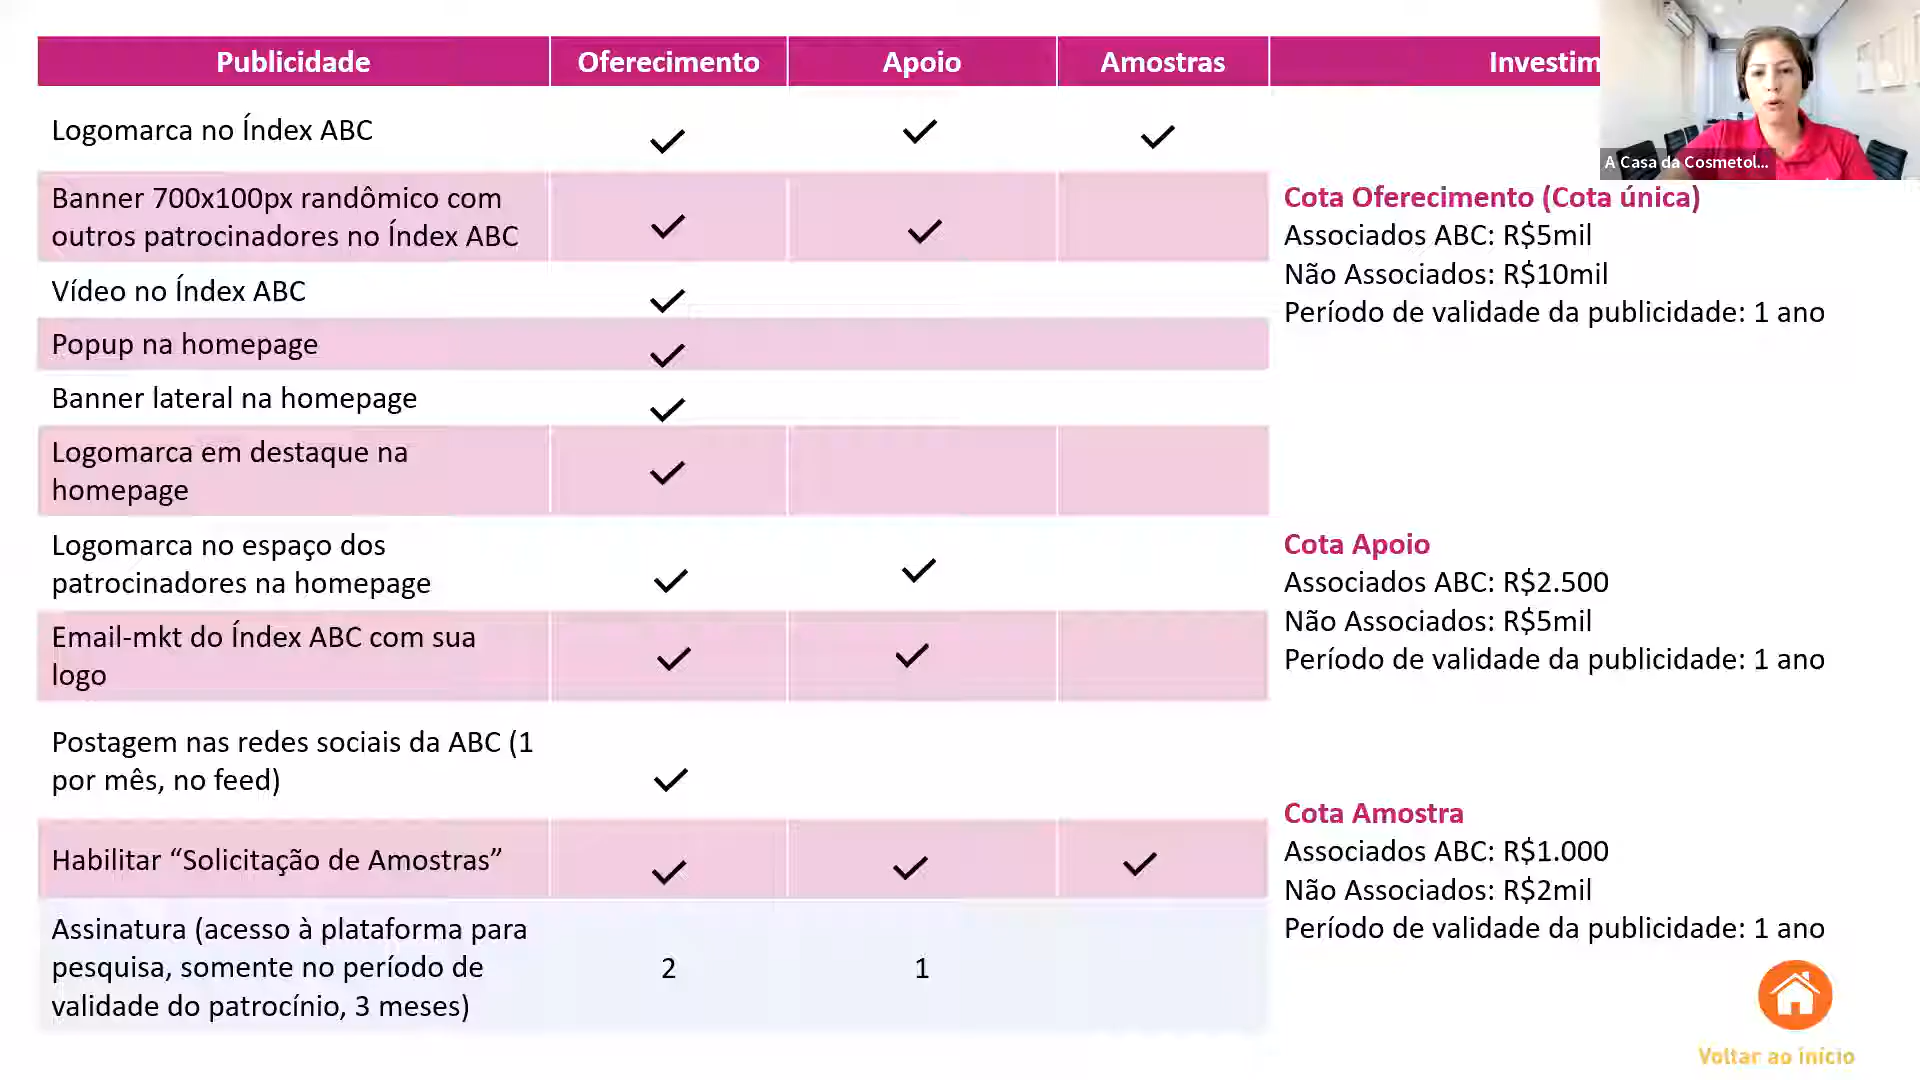 Publicidade Oferecimento Apoio Amostras Investim
A Casa da Cosmetol...
Logomarca no Índex ABC
Banner 700x100px randômico com
outros patrocinadores no Índex ABC
Vídeo no Índex ABC
Popup na homepage
Banner lateral na homepage
Logomarca em destaque na
homepage
Logomarca no espaço dos
patrocinadores na homepage
Email-mkt do Índex ABC com sua
logo
Postagem nas redes sociais da ABC (1
por mês, no feed)
Habilitar “Solicitação de Amostras”
Assinatura (acesso à plataforma para
pesquisa, somente no período de
validade do patrocínio, 3 meses)
2 1
Cota Oferecimento (Cota única)
Associados ABC: R$5mil
Não Associados: R$10mil
Período de validade da publicidade: 1 ano
Cota Apoio
Associados ABC: R$2.500
Não Associados: R$5mil
Período de validade da publicidade: 1 ano
Cota Amostra
Associados ABC: R$1.000
Não Associados: R$2mil
Período de validade da publicidade: 1 ano
Voltar ao início